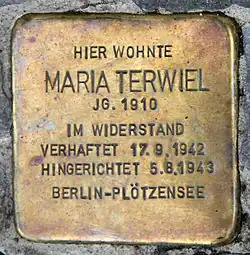 HIER WOHNTE
MARIA TERWIEL
JG. 1910
IM WIDERSTAND
VERHAFTET 17.9.1942
HINGERICHTET 5.8.1943
BERLIN-PLÖTZENSEE